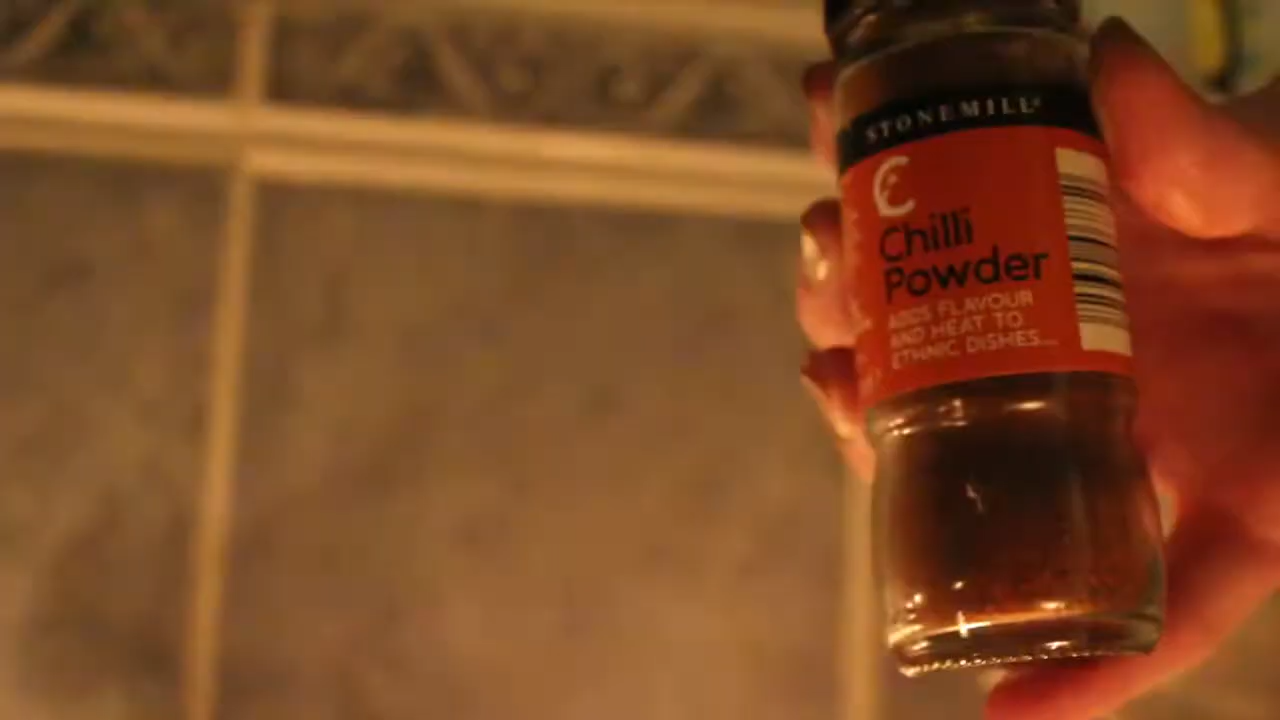 STONEMILL
C
Chilli
Powder
ADDS FLAVOUR
AND HEAT TO
ETHNIC DISHES...